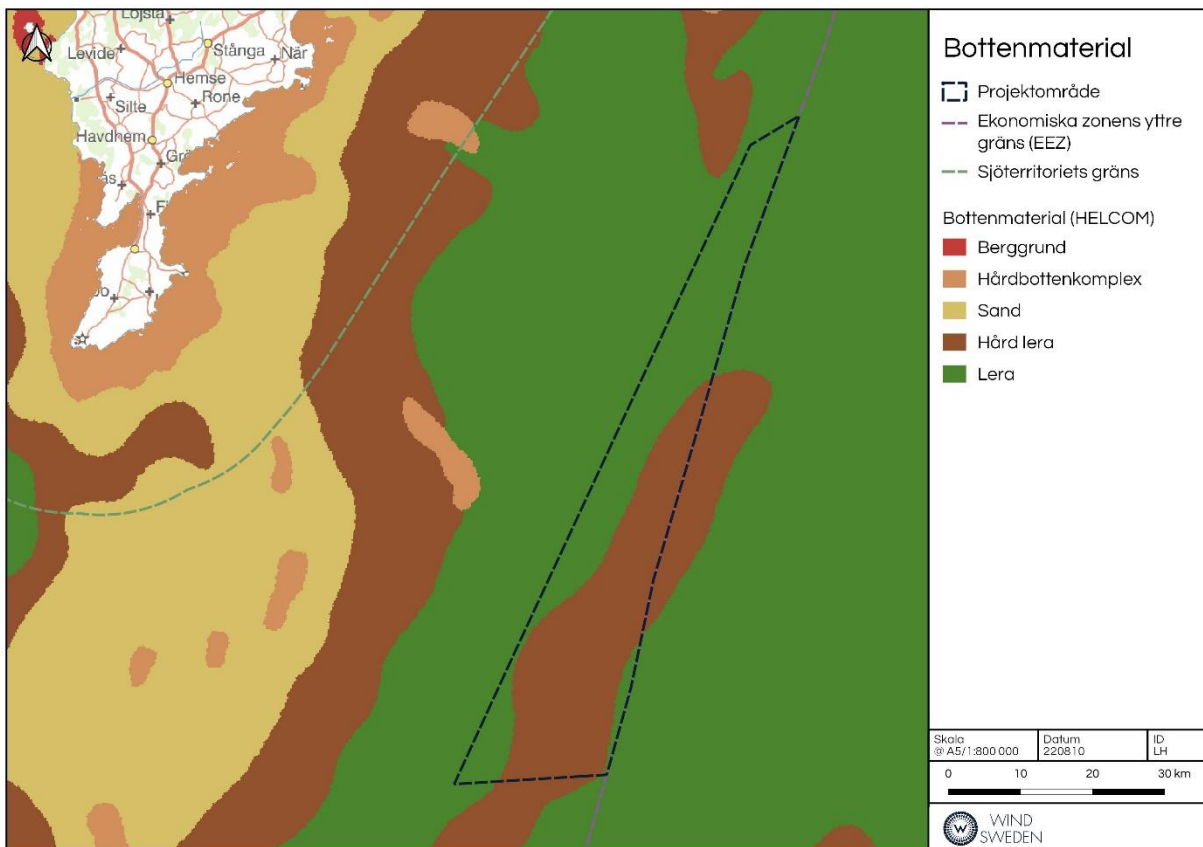 Lojsta
Levide
Stånga
När
Hemse
Silte
Rone
Havdhem
Bottenmaterial
Projektområde
Ekonomiska zonens yttre
gräns (EEZ)
Sjöterritoriets gräns
Bottenmaterial (HELCOM)
Berggrund
Hårdbottenkomplex
Sand
Hård lera
Lera
Skala
@ A5/1:800 000
Datum
220810
ID
LH
0 10 20 30 km
W
WIND
SWEDEN